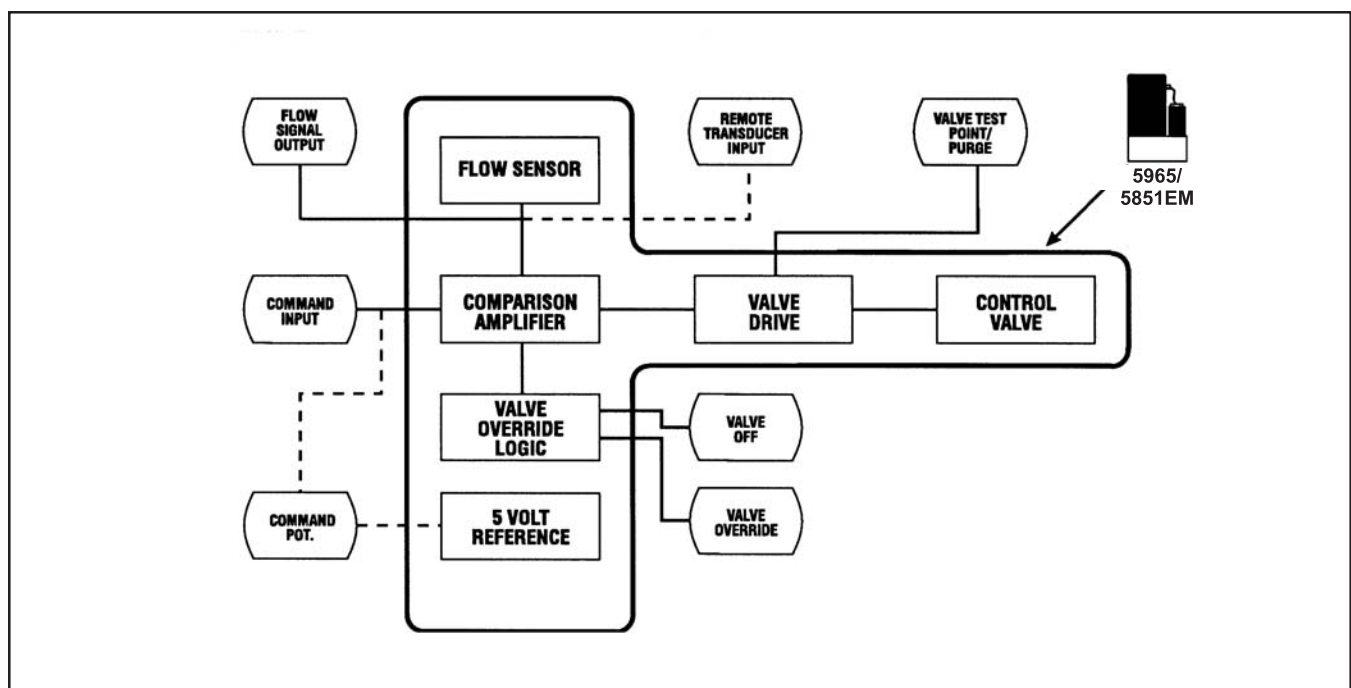 FLOW
SIGNAL
OUTPUT
FLOW SENSOR
REMOTE
TRANSDUCER
INPUT
VALVE TEST
POINT/
PURGE
5965/
5851EM
COMMAND
INPUT
COMPARISON
AMPLIFIER
VALVE
DRIVE
CONTROL
VALVE
VALVE
OVERRIDE
LOGIC
VALVE
OFF
COMMAND
POT.
5 VOLT
REFERENCE
VALVE
OVERRIDE